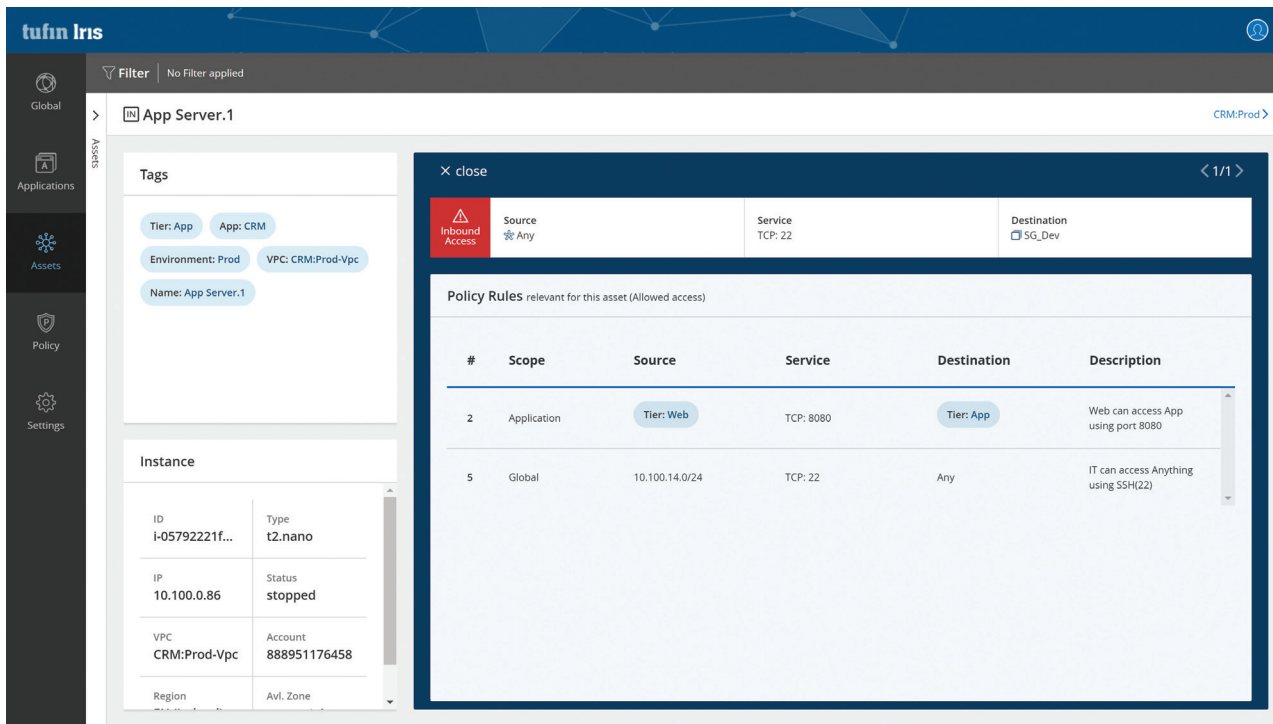 tufin Iris
Filter No Filter applied
Global
Applications
Assets
Policy
Settings
Assets
IN App Server.1
CRM:Prod
Tags
Tier: App App: CRM
Environment: Prod VPC: CRM:Prod-Vpc
Name: App Server.1
Instance
ID Type
i-05792221f... t2.nano
IP Status
10.100.0.86 stopped
VPC Account
CRM:Prod-Vpc 888951176458
Region Avl. Zone
× close
1/1
Inbound
Access
Source Service Destination
Any TCP: 22 SG_Dev
Policy Rules relevant for this asset (Allowed access)
# Scope Source Service Destination Description
2 Application Tier: Web TCP: 8080 Tier: App Web can access App
using port 8080
5 Global 10.100.14.0/24 TCP: 22 Any IT can access Anything
using SSH(22)